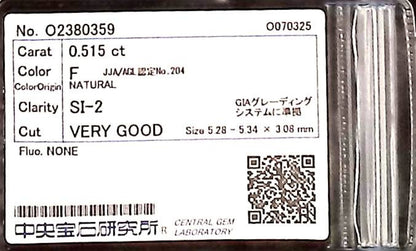 No. O2380359 O070325
Carat 0.515 ct
Color F JJA/AGL認定No.204
ColorOrigin NATURAL
Clarity SI-2 GIAグレーディング
システムに準拠
Cut VERY GOOD Size 5.28 - 5.34 × 3.08 mm
Fluo. NONE
中央宝石研究所 ® CENTRAL GEM
LABORATORY